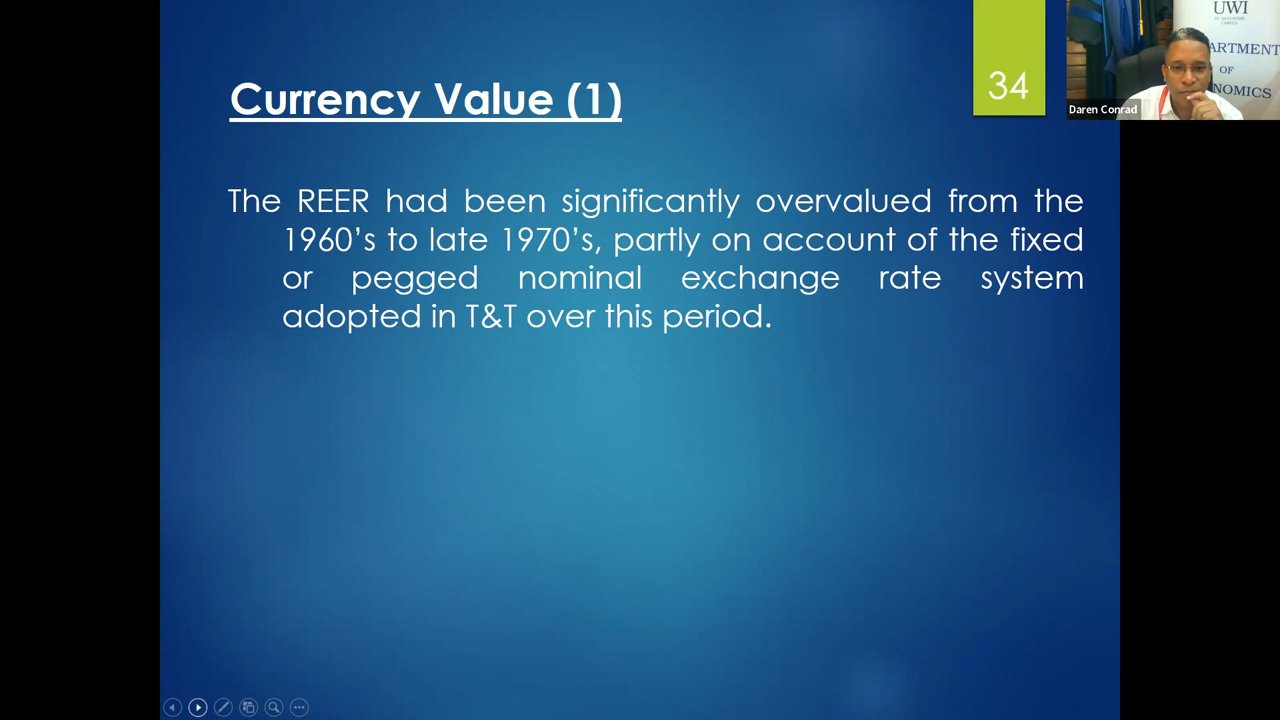 Currency Value (1)
34
The REER had been significantly overvalued from the
1960’s to late 1970’s, partly on account of the fixed
or pegged nominal exchange rate system
adopted in T&T over this period.
UWI
ARTMENT
OF
NOMICS
Daren Conrad